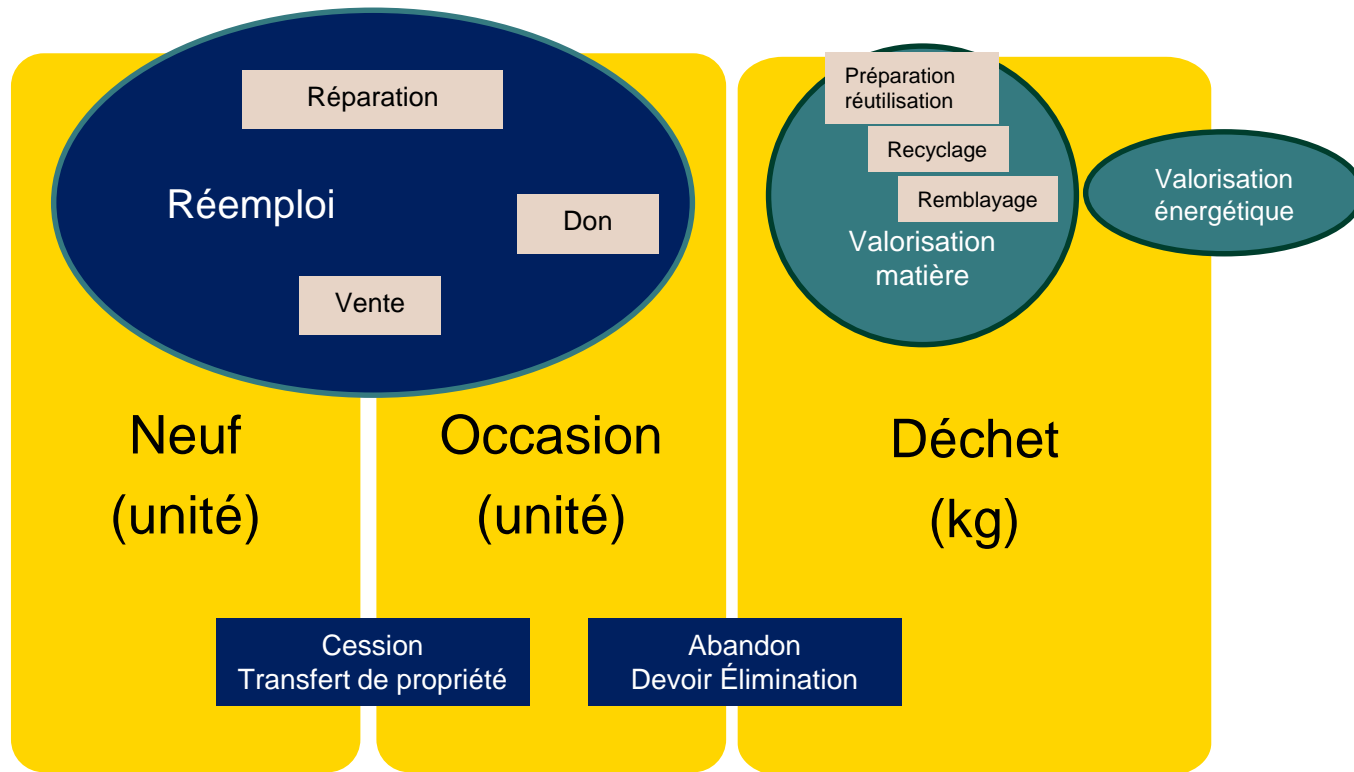 Réparation
Réemploi
Don
Vente
Préparation
réutilisation
Recyclage
Remblayage
Valorisation
matière
Valorisation
énergétique
Neuf
(unité)
Occasion
(unité)
Déchet
(kg)
Cession
Transfert de propriété
Abandon
Devoir Élimination